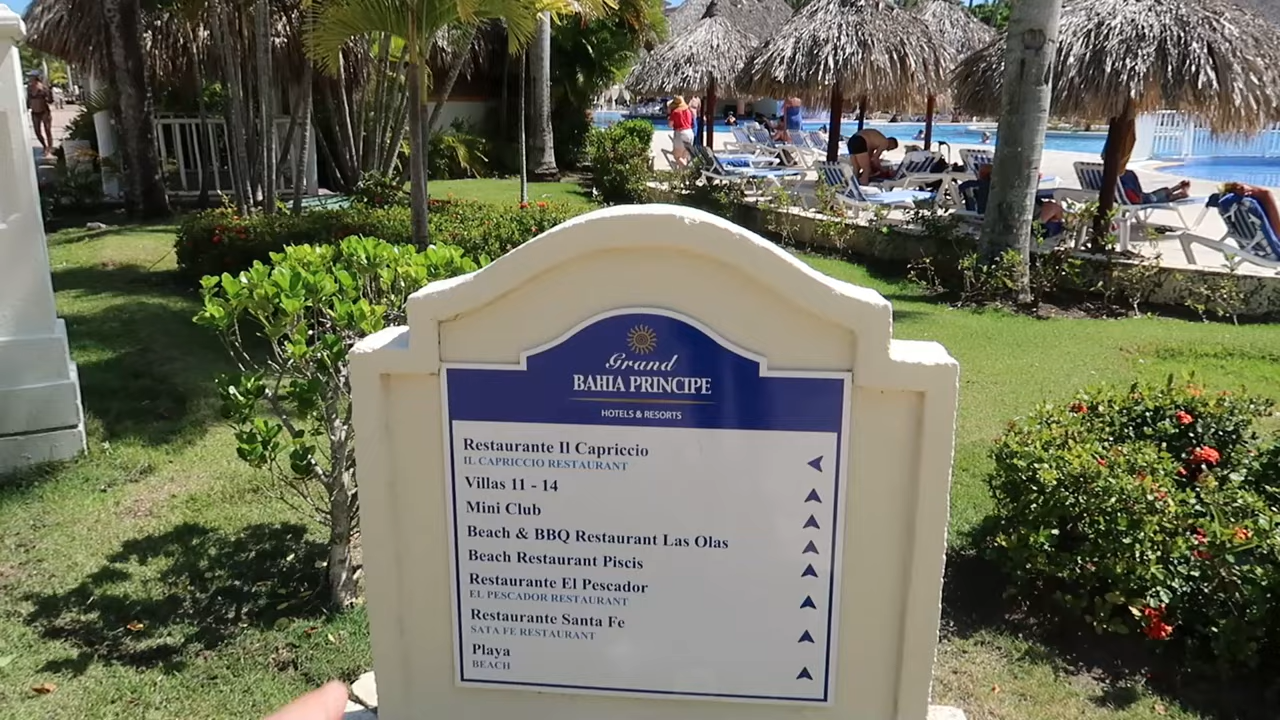 Grand
BAHIA PRINCIPE
HOTELS & RESORTS
Restaurante Il Capriccio
IL CAPRICCIO RESTAURANT
Villas 11 - 14
Mini Club
Beach & BBQ Restaurant Las Olas
Beach Restaurant Piscis
Restaurante El Pescador
EL PESCADOR RESTAURANT
Restaurante Santa Fe
SATA FE RESTAURANT
Playa
BEACH